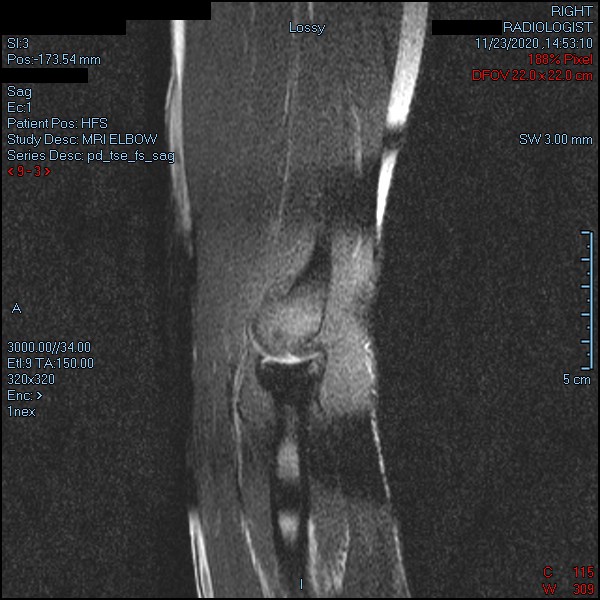 Lossy
RIGHT
RADIOLOGIST
SI:3
11/23/2020 ,14:53:10
Pos:-173.54 mm
188% Pixel
DFOV 22.0 x 22.0 cm
Sag
Ec:1
Patient Pos: HFS
Study Desc: MRI ELBOW
SW 3.00 mm
Series Desc: pd_tse_fs_sag
< 9 - 3 >
A
3000.00//34.00
Etl:9 TA:150.00
320x320
5 cm
Enc: >
1nex
I
C 115
W 309